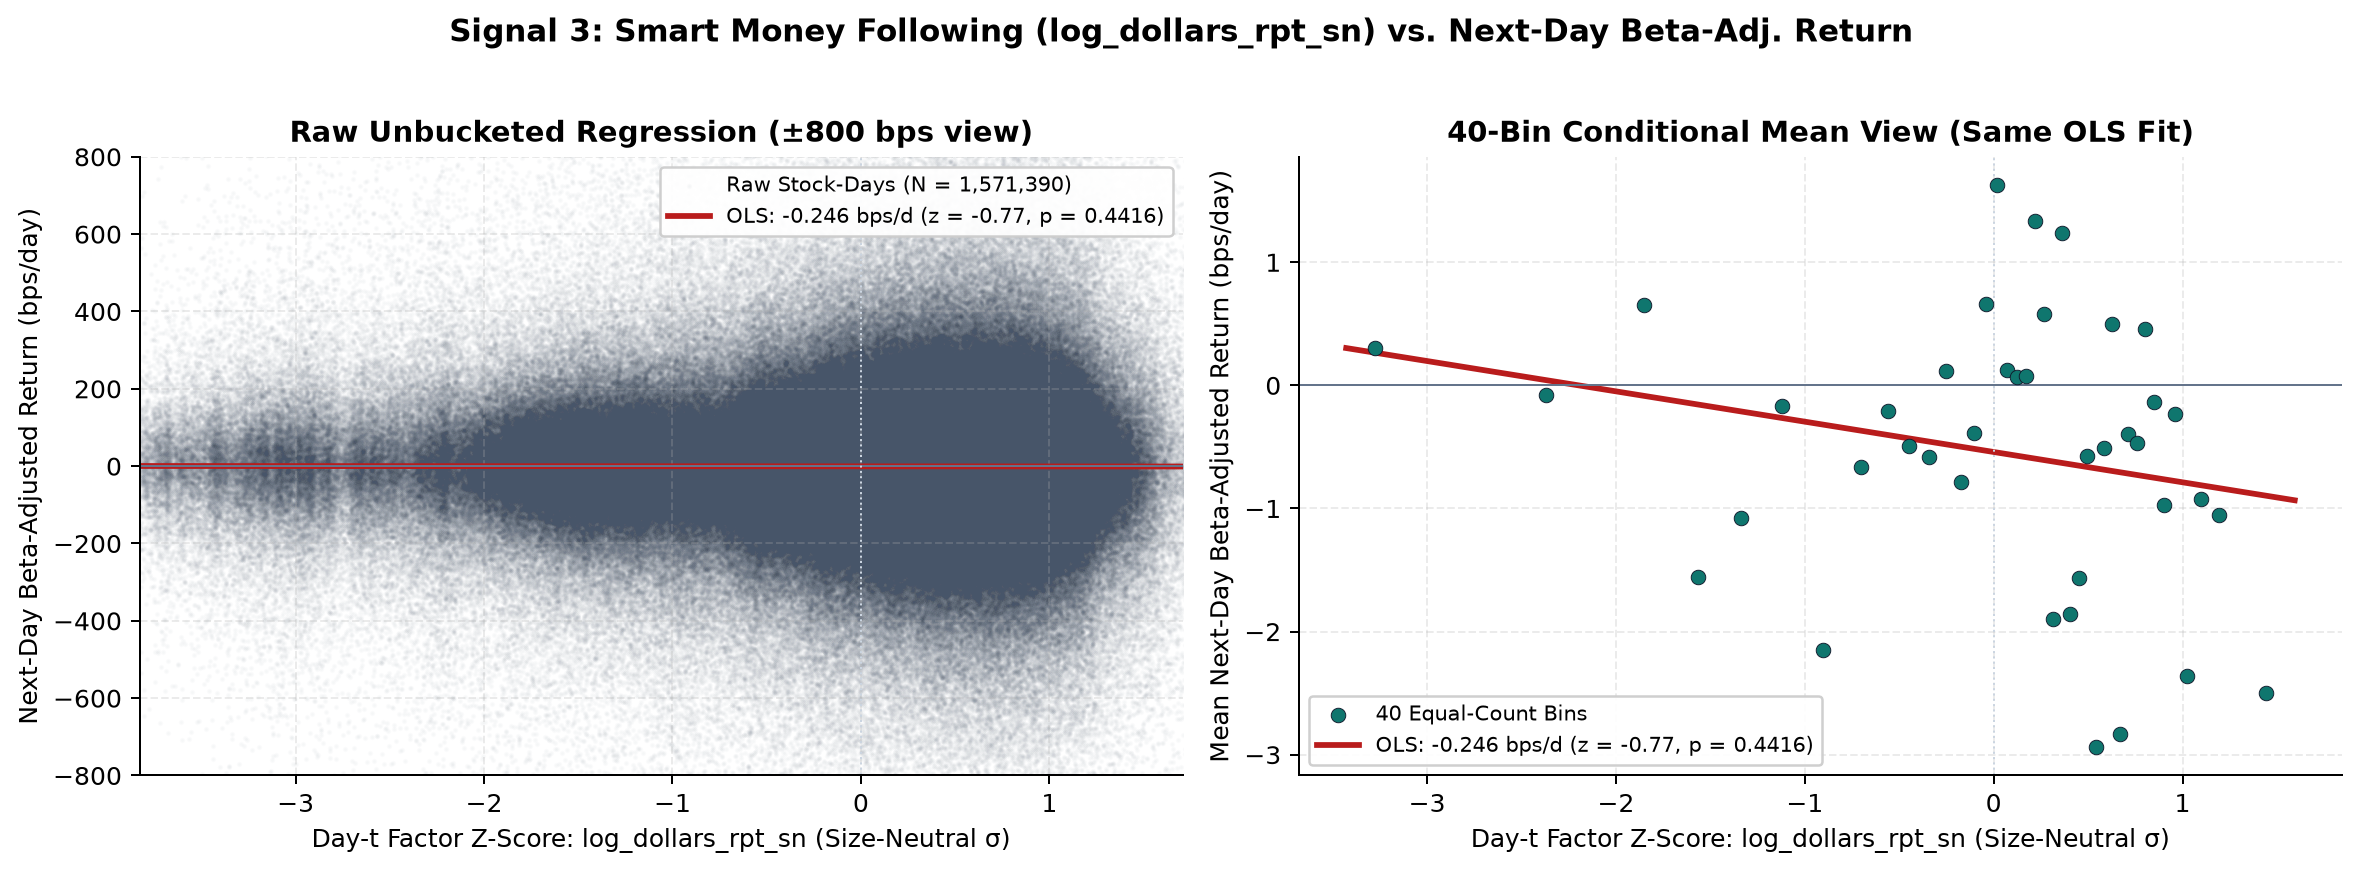 Signal 3: Smart Money Following (log_dollars_rpt_sn) vs. Next-Day Beta-Adj. Return
Raw Unbucketed Regression (±800 bps view)
Next-Day Beta-Adjusted Return (bps/day)
800
600
400
200
0
−200
−400
−600
−800
Raw Stock-Days (N = 1,571,390)
OLS: -0.246 bps/d (z = -0.77, p = 0.4416)
−3
−2
−1
0
1
Day-t Factor Z-Score: log_dollars_rpt_sn (Size-Neutral σ)
40-Bin Conditional Mean View (Same OLS Fit)
Mean Next-Day Beta-Adjusted Return (bps/day)
1
0
−1
−2
−3
40 Equal-Count Bins
OLS: -0.246 bps/d (z = -0.77, p = 0.4416)
−3
−2
−1
0
1
Day-t Factor Z-Score: log_dollars_rpt_sn (Size-Neutral σ)